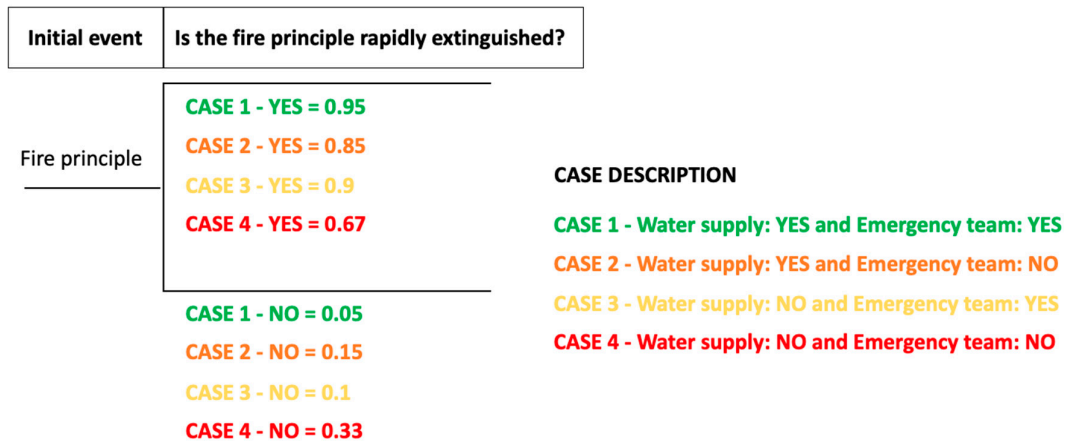 Initial event
Is the fire principle rapidly extinguished?
Fire principle
CASE 1 - YES = 0.95
CASE 2 - YES = 0.85
CASE 3 - YES = 0.9
CASE 4 - YES = 0.67
CASE 1 - NO = 0.05
CASE 2 - NO = 0.15
CASE 3 - NO = 0.1
CASE 4 - NO = 0.33
CASE DESCRIPTION
CASE 1 - Water supply: YES and Emergency team: YES
CASE 2 - Water supply: YES and Emergency team: NO
CASE 3 - Water supply: NO and Emergency team: YES
CASE 4 - Water supply: NO and Emergency team: NO